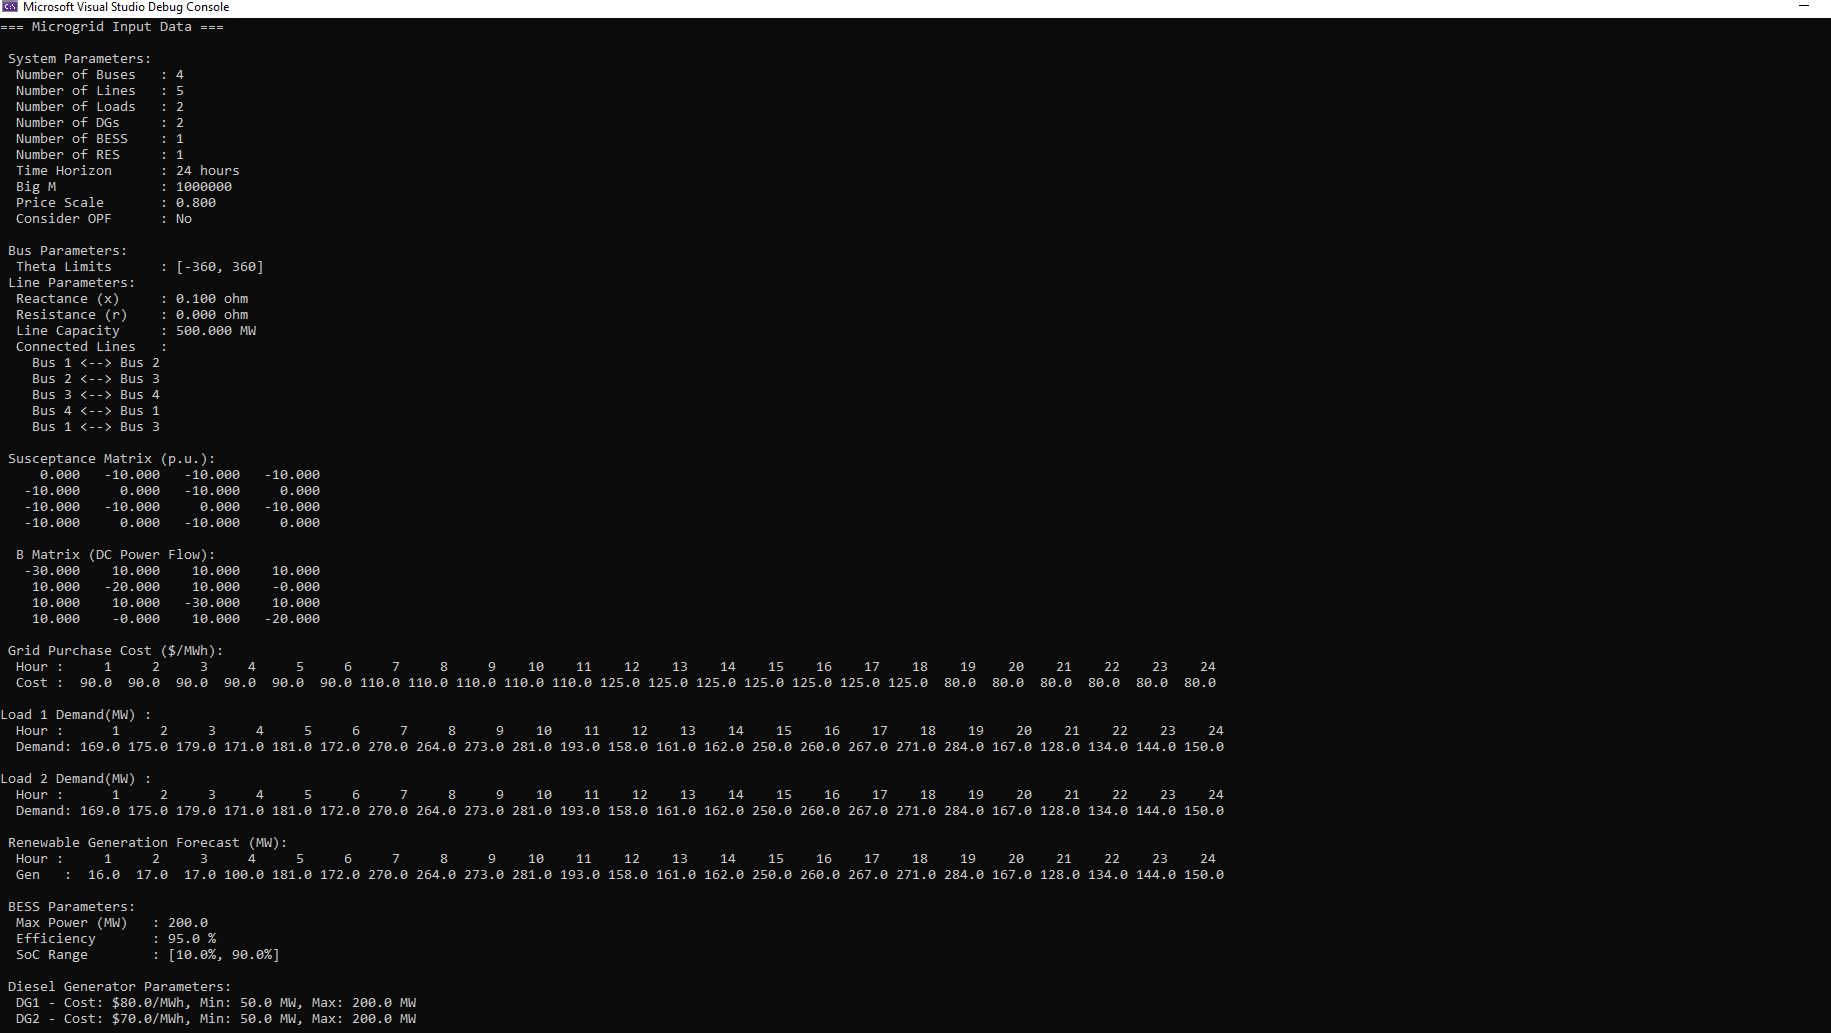 Microsoft Visual Studio Debug Console
=== Microgrid Input Data ===
System Parameters:
Number of Buses : 4
Number of Lines : 5
Number of Loads : 2
Number of DGs : 2
Number of BESS : 1
Number of RES : 1
Time Horizon : 24 hours
Big M : 1000000
Price Scale : 0.800
Consider OPF : No
Bus Parameters:
Theta Limits : [-360, 360]
Line Parameters:
Reactance (x) : 0.100 ohm
Resistance (r) : 0.000 ohm
Line Capacity : 500.000 MW
Connected Lines :
Bus 1 <--> Bus 2
Bus 2 <--> Bus 3
Bus 3 <--> Bus 4
Bus 4 <--> Bus 1
Bus 1 <--> Bus 3
Susceptance Matrix (p.u.):
0.000 -10.000 -10.000 -10.000
-10.000 0.000 -10.000 0.000
-10.000 -10.000 0.000 -10.000
-10.000 0.000 -10.000 0.000
B Matrix (DC Power Flow):
-30.000 10.000 10.000 10.000
10.000 -20.000 10.000 -0.000
10.000 10.000 -30.000 10.000
10.000 -0.000 10.000 -20.000
Grid Purchase Cost ($/MWh):
Hour : 1 2 3 4 5 6 7 8 9 10 11 12 13 14 15 16 17 18 19 20 21 22 23 24
Cost : 90.0 90.0 90.0 90.0 90.0 90.0 110.0 110.0 110.0 110.0 110.0 125.0 125.0 125.0 125.0 125.0 125.0 125.0 80.0 80.0 80.0 80.0 80.0 80.0
Load 1 Demand(MW) :
Hour : 1 2 3 4 5 6 7 8 9 10 11 12 13 14 15 16 17 18 19 20 21 22 23 24
Demand: 169.0 175.0 179.0 171.0 181.0 172.0 270.0 264.0 273.0 281.0 193.0 158.0 161.0 162.0 250.0 260.0 267.0 271.0 284.0 167.0 128.0 134.0 144.0 150.0
Load 2 Demand(MW) :
Hour : 1 2 3 4 5 6 7 8 9 10 11 12 13 14 15 16 17 18 19 20 21 22 23 24
Demand: 169.0 175.0 179.0 171.0 181.0 172.0 270.0 264.0 273.0 281.0 193.0 158.0 161.0 162.0 250.0 260.0 267.0 271.0 284.0 167.0 128.0 134.0 144.0 150.0
Renewable Generation Forecast (MW):
Hour : 1 2 3 4 5 6 7 8 9 10 11 12 13 14 15 16 17 18 19 20 21 22 23 24
Gen : 16.0 17.0 17.0 100.0 181.0 172.0 270.0 264.0 273.0 281.0 193.0 158.0 161.0 162.0 250.0 260.0 267.0 271.0 284.0 167.0 128.0 134.0 144.0 150.0
BESS Parameters:
Max Power (MW) : 200.0
Efficiency : 95.0 %
SoC Range : [10.0%, 90.0%]
Diesel Generator Parameters:
DG1 - Cost: $80.0/MWh, Min: 50.0 MW, Max: 200.0 MW
DG2 - Cost: $70.0/MWh, Min: 50.0 MW, Max: 200.0 MW